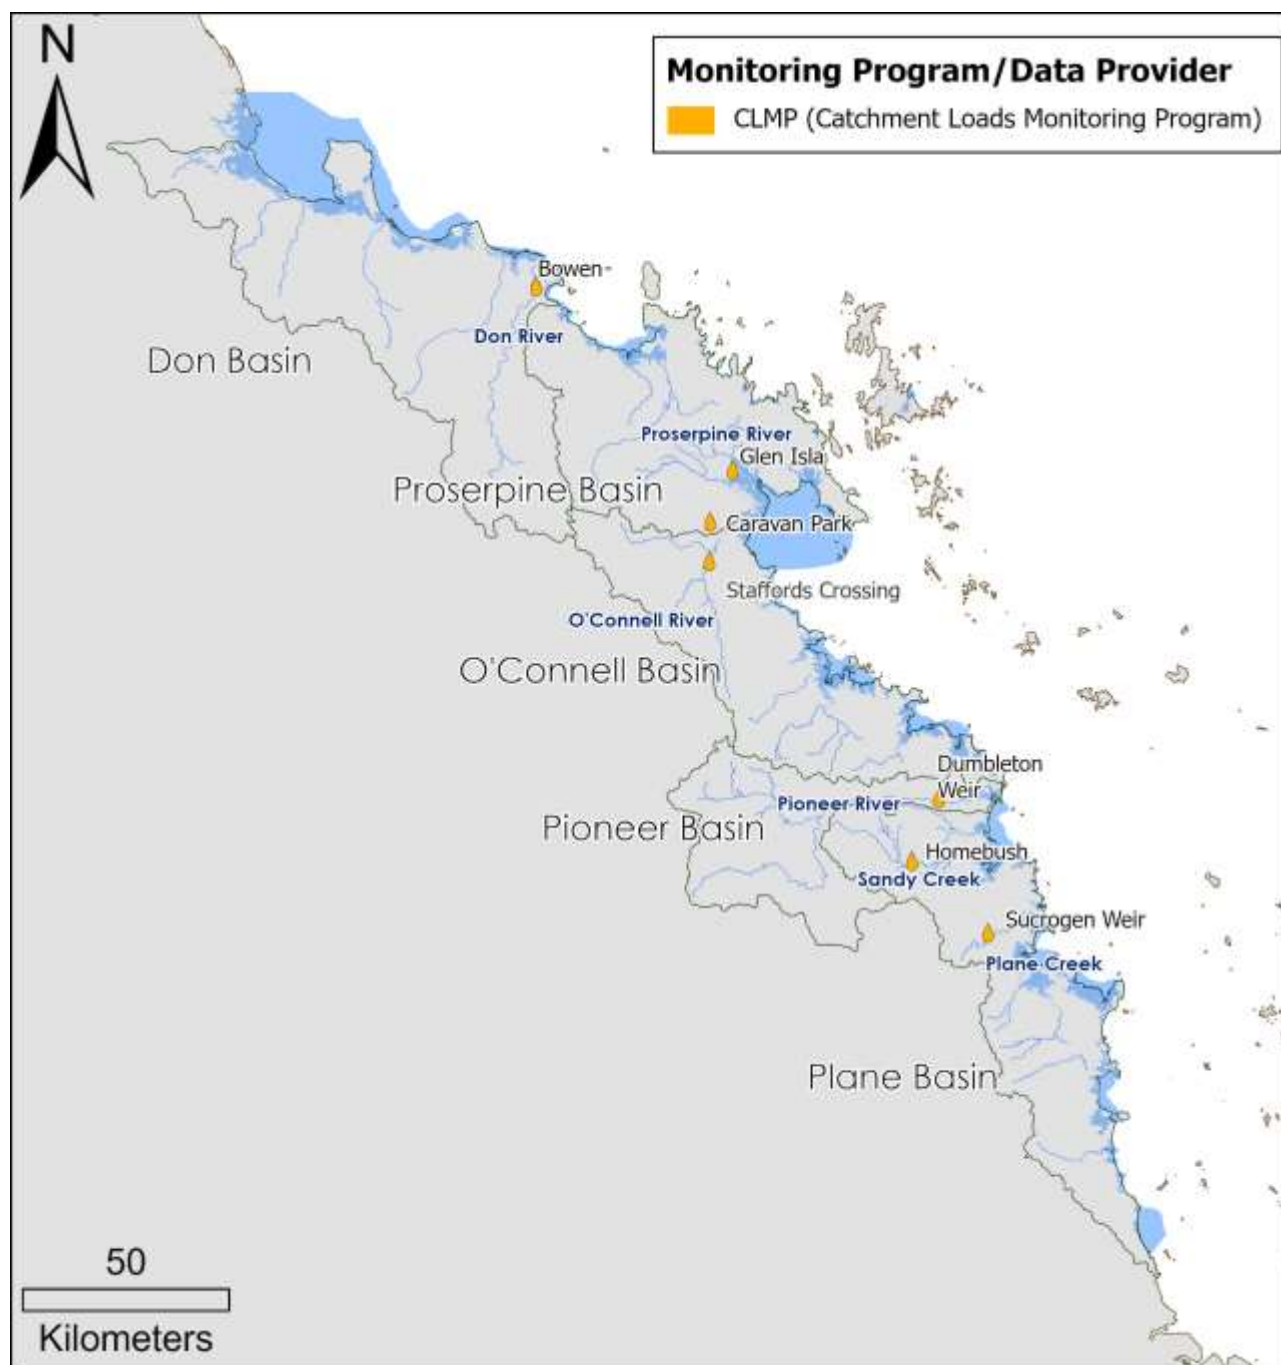 N
Monitoring Program/Data Provider
CLMP (Catchment Loads Monitoring Program)
Bowen
Don River
Don Basin
Proserpine River
Glen Isla
Proserpine Basin
Caravan Park
Staffords Crossing
O'Connell River
O'Connell Basin
Dumbleton
Weir
Pioneer River
Pioneer Basin
Homebush
Sandy Creek
Sucrogen Weir
Plane Creek
Plane Basin
50
Kilometers